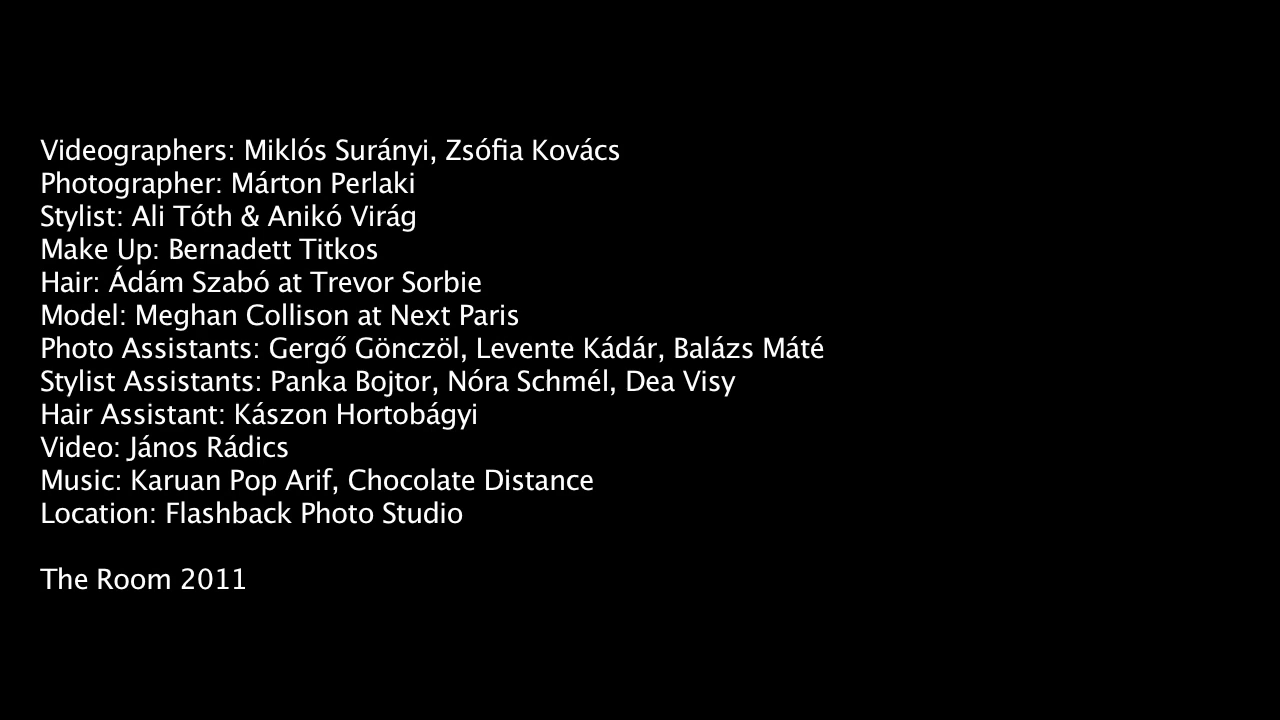 Videographers: Miklós Surányi, Zsófia Kovács
Photographer: Márton Perlaki
Stylist: Ali Tóth & Anikó Virág
Make Up: Bernadett Titkos
Hair: Ádám Szabó at Trevor Sorbie
Model: Meghan Collison at Next Paris
Photo Assistants: Gergő Gönczöl, Levente Kádár, Balázs Máté
Stylist Assistants: Panka Bojtor, Nóra Schmél, Dea Visy
Hair Assistant: Kászon Hortobágyi
Video: János Rádics
Music: Karuan Pop Arif, Chocolate Distance
Location: Flashback Photo Studio
The Room 2011